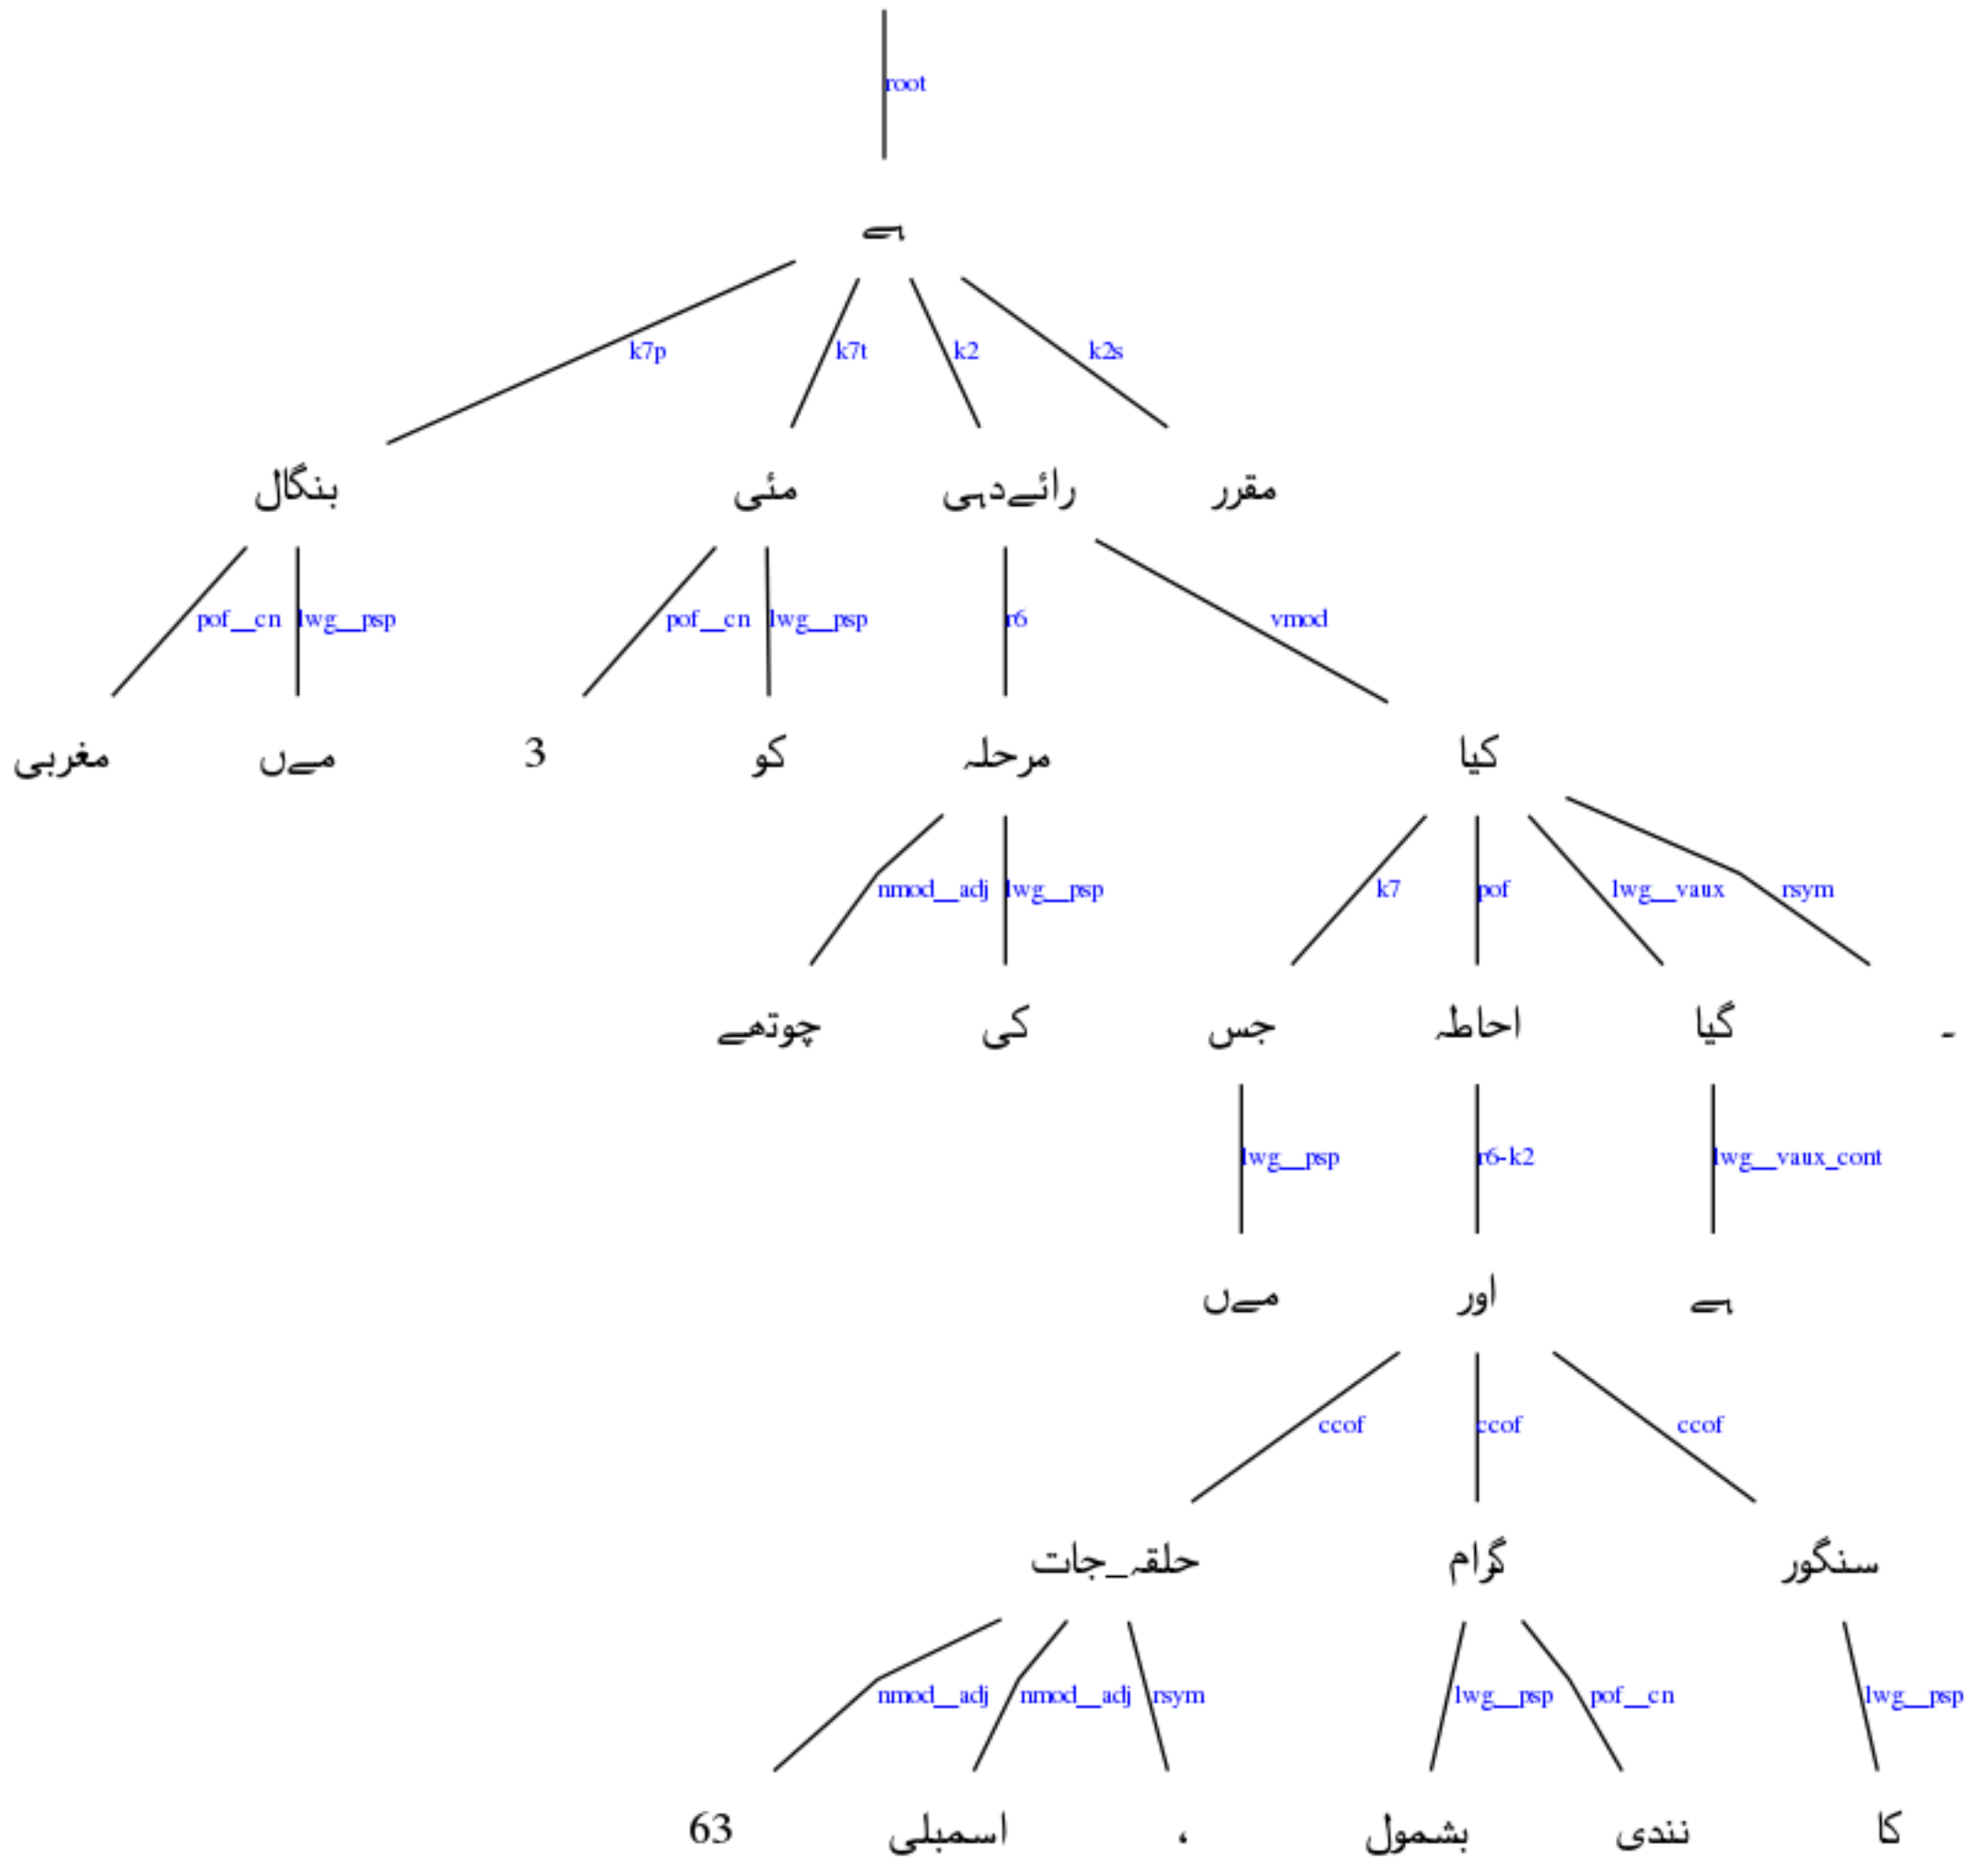 root
ہے
k7p k7t k2 k2s
بنگال مئی رائےدہی مقرر
pof__cn lwg__psp pof__cn lwg__psp r6 vmod
مغربی مےں 3 کو مرحلہ کیا
nmod__adj lwg__psp k7 pof lwg__vaux rsym
چوتھے کی جس احاطہ گیا ۔
lwg__psp r6-k2 lwg__vaux_cont
مےں اور ہے
ccof ccof ccof
حلقہ_جات گرام سنگور
nmod__adj nmod__adj rsym lwg__psp pof__cn lwg__psp
63 اسمبلی ، بشمول نندی کا